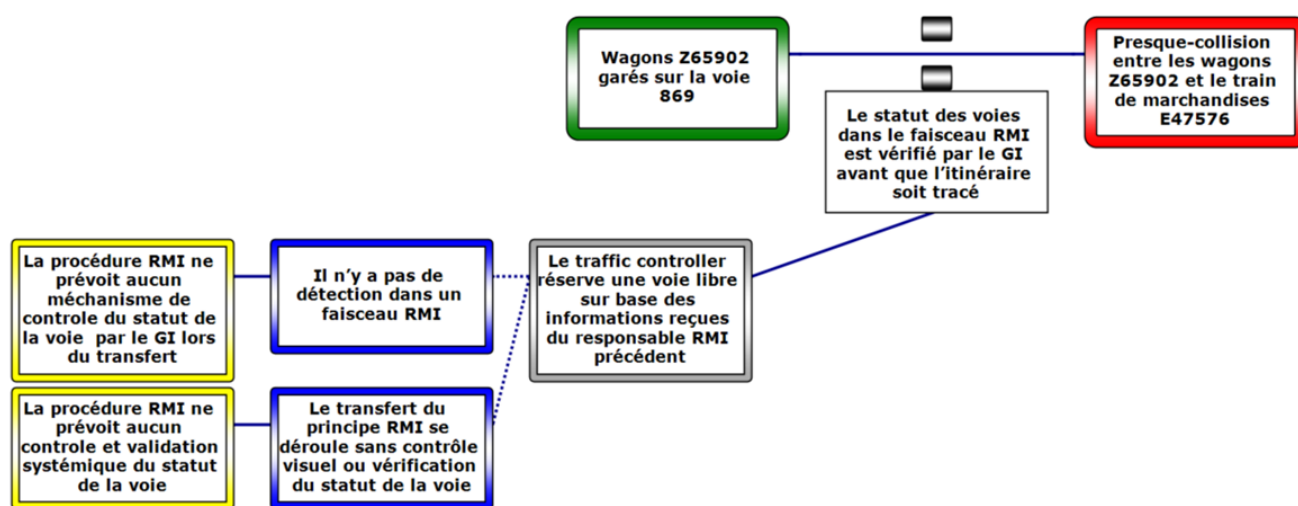 Wagons Z65902
garés sur la voie
869
Presque-collision
entre les wagons
Z65902 et le train
de marchandises
E47576
Le statut des voies
dans le faisceau RMI
est vérifié par le GI
avant que l’itinéraire
soit tracé
La procédure RMI ne
prévoit aucun
méchanisme de
controle du statut de
la voie par le GI lors
du transfert
Il n’y a pas de
détection dans un
faisceau RMI
Le traffic controller
réserve une voie libre
sur base des
informations reçues
du responsable RMI
précédent
La procédure RMI ne
prévoit aucun
controle et validation
systémique du statut
de la voie
Le transfert du
principe RMI se
déroule sans contrôle
visuel ou vérification
du statut de la voie